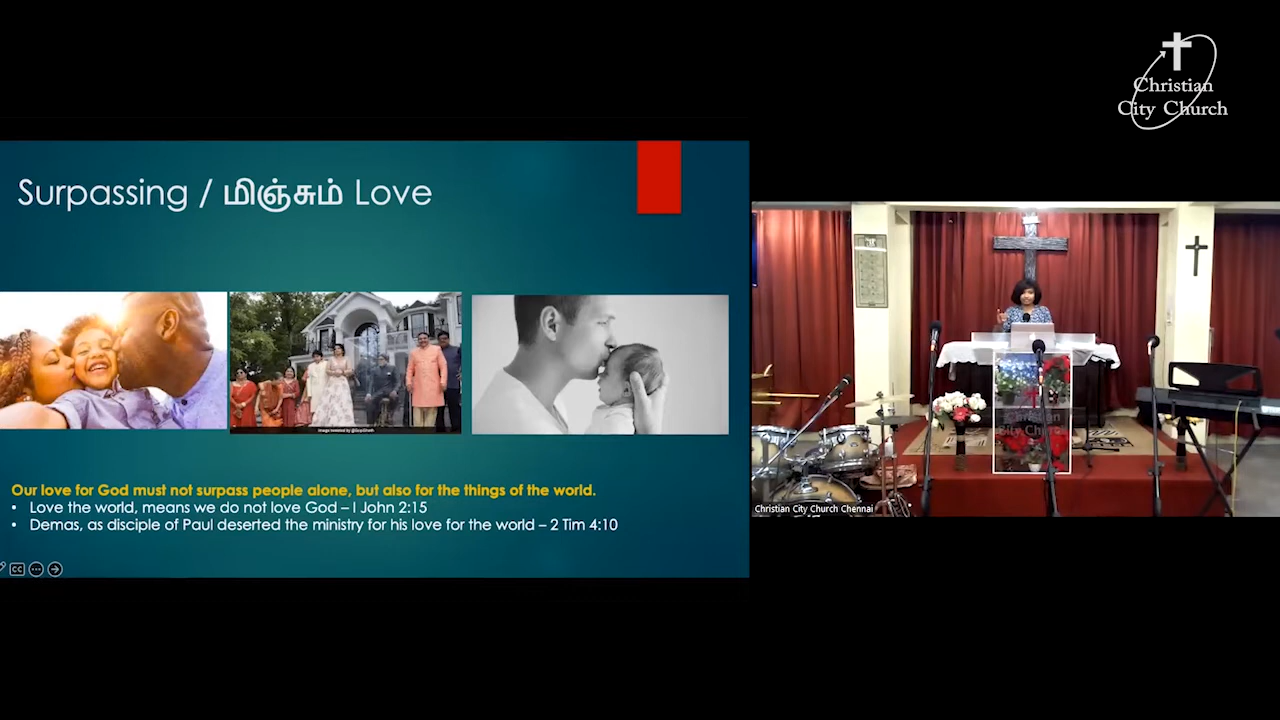 Christian
City Church
Surpassing / மிஞ்சும் Love
Our love for God must not surpass people alone, but also for the things of the world.
• Love the world, means we do not love God – I John 2:15
• Demas, as disciple of Paul deserted the ministry for his love for the world – 2 Tim 4:10
CC
Christian City Church Chennai